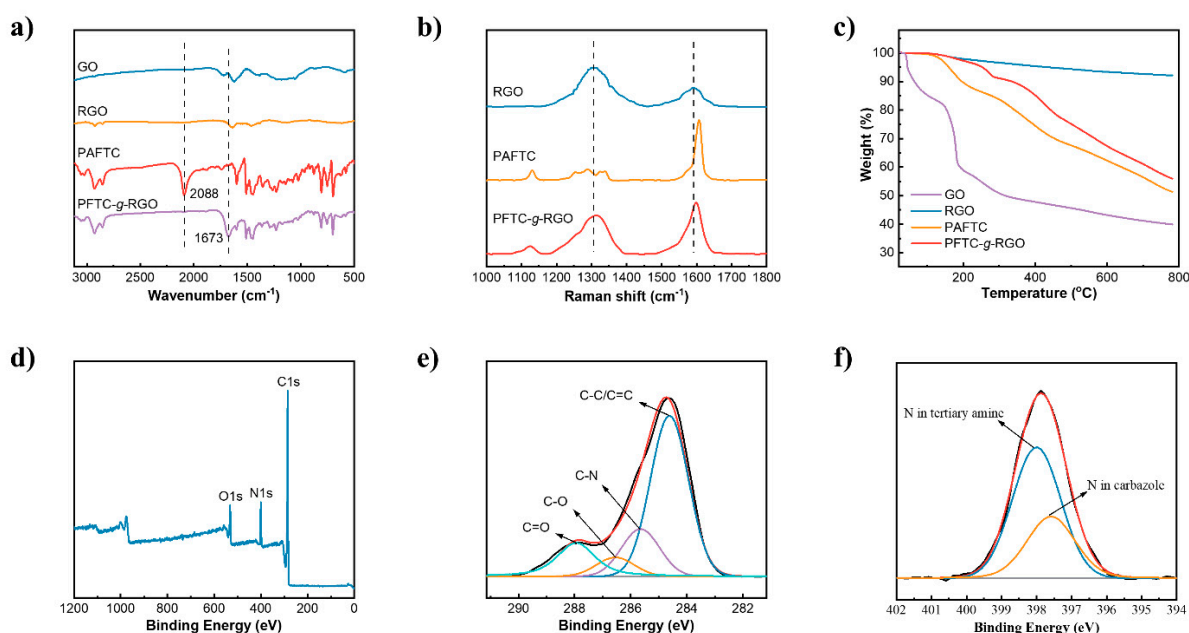 a)
GO
RGO
PAFTC
2088
PFTC-g-RGO
1673
3000 2500 2000 1500 1000 500
Wavenumber (cm⁻¹)
b)
RGO
PAFTC
PFTC-g-RGO
1000 1100 1200 1300 1400 1500 1600 1700 1800
Raman shift (cm⁻¹)
c)
Weight (%)
100
90
80
70
60
50
40
30
GO
RGO
PAFTC
PFTC-g-RGO
200 400 600 800
Temperature (°C)
d)
C1s
O1s
N1s
1200 1000 800 600 400 200 0
Binding Energy (eV)
e)
C-C/C=C
C-N
C-O
C=O
290 288 286 284 282
Binding Energy (eV)
f)
N in tertiary amine
N in carbazole
402 401 400 399 398 397 396 395 394
Binding Energy (eV)